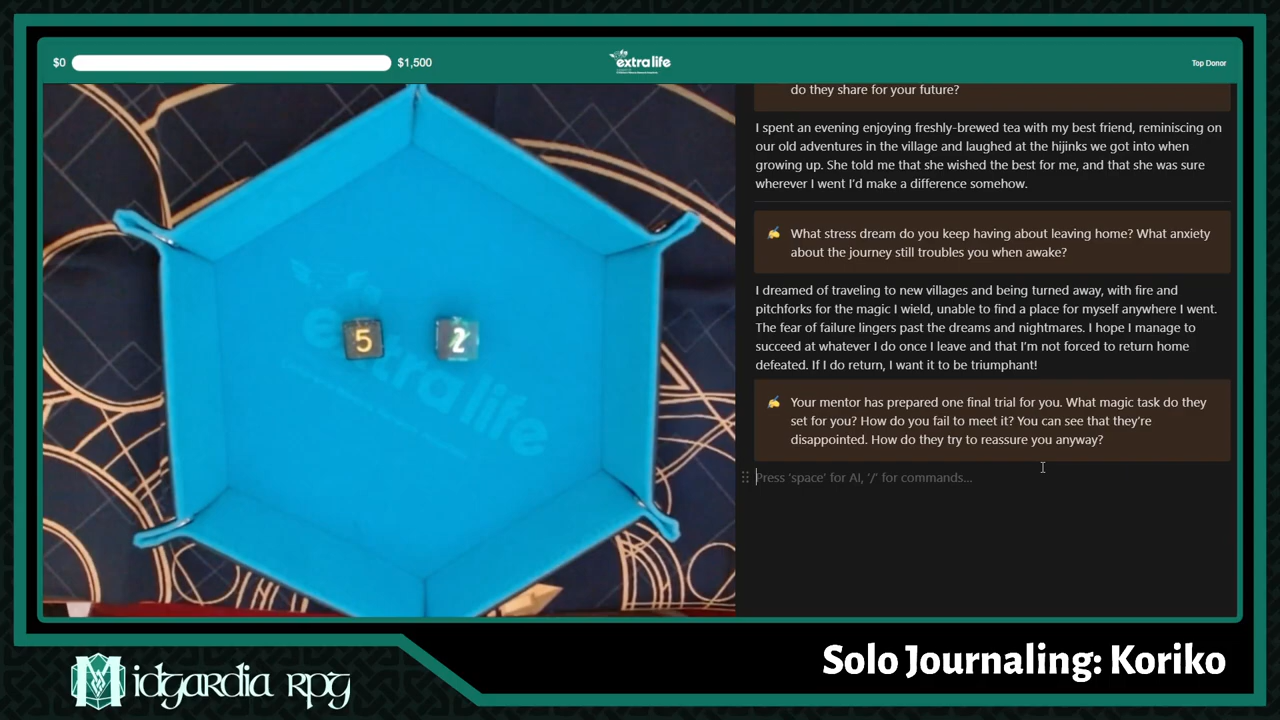 $0
$1,500
extralife
Top Donor
do they share for your future?
I spent an evening enjoying freshly-brewed tea with my best friend, reminiscing on
our old adventures in the village and laughed at the hijinks we got into when
growing up. She told me that she wished the best for me, and that she was sure
wherever I went I'd make a difference somehow.
What stress dream do you keep having about leaving home? What anxiety
about the journey still troubles you when awake?
I dreamed of traveling to new villages and being turned away, with fire and
pitchforks for the magic I wield, unable to find a place for myself anywhere I went.
The fear of failure lingers past the dreams and nightmares. I hope I manage to
succeed at whatever I do once I leave and that I'm not forced to return home
defeated. If I do return, I want it to be triumphant!
Your mentor has prepared one final trial for you. What magic task do they
set for you? How do you fail to meet it? You can see that they're
disappointed. How do they try to reassure you anyway?
Press 'space' for AI, '/' for commands...
5
2
extralife
Midgardia RPG
Solo Journaling: Koriko